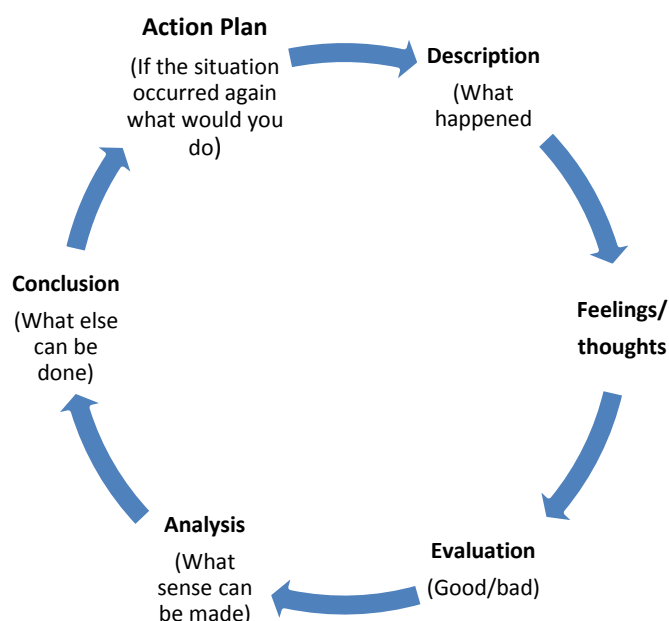 Action Plan
(If the situation
occurred again
what would you
do)
Description
(What
happened
Feelings/
thoughts
Evaluation
(Good/bad)
Analysis
(What
sense can
be made)
Conclusion
(What else
can be
done)